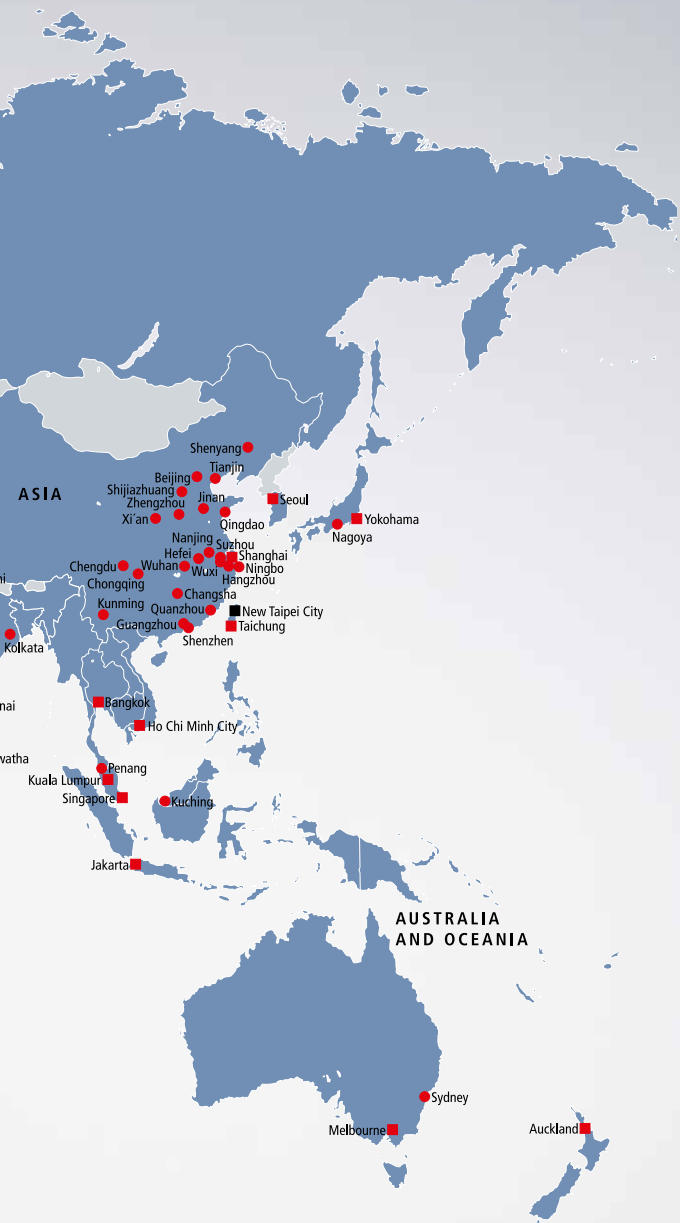 Shenyang
Tianjin
Beijing
ASIA
Shijiazhuang
Jinan
Zhengzhou
Seoul
Xi'an
Qingdao
Yokohama
Nagoya
Nanjing
Suzhou
Hefei
Shanghai
Chengdu
Wuhan
Wuxi
Ningbo
Chongqing
Hangzhou
Changsha
Kunming
Quanzhou
New Taipei City
Guangzhou
Taichung
Shenzhen
Kolkata
Bangkok
nai
Ho Chi Minh City
watha
Penang
Kuala Lumpur
Singapore
Kuching
Jakarta
AUSTRALIA
AND OCEANIA
Sydney
Melbourne
Auckland